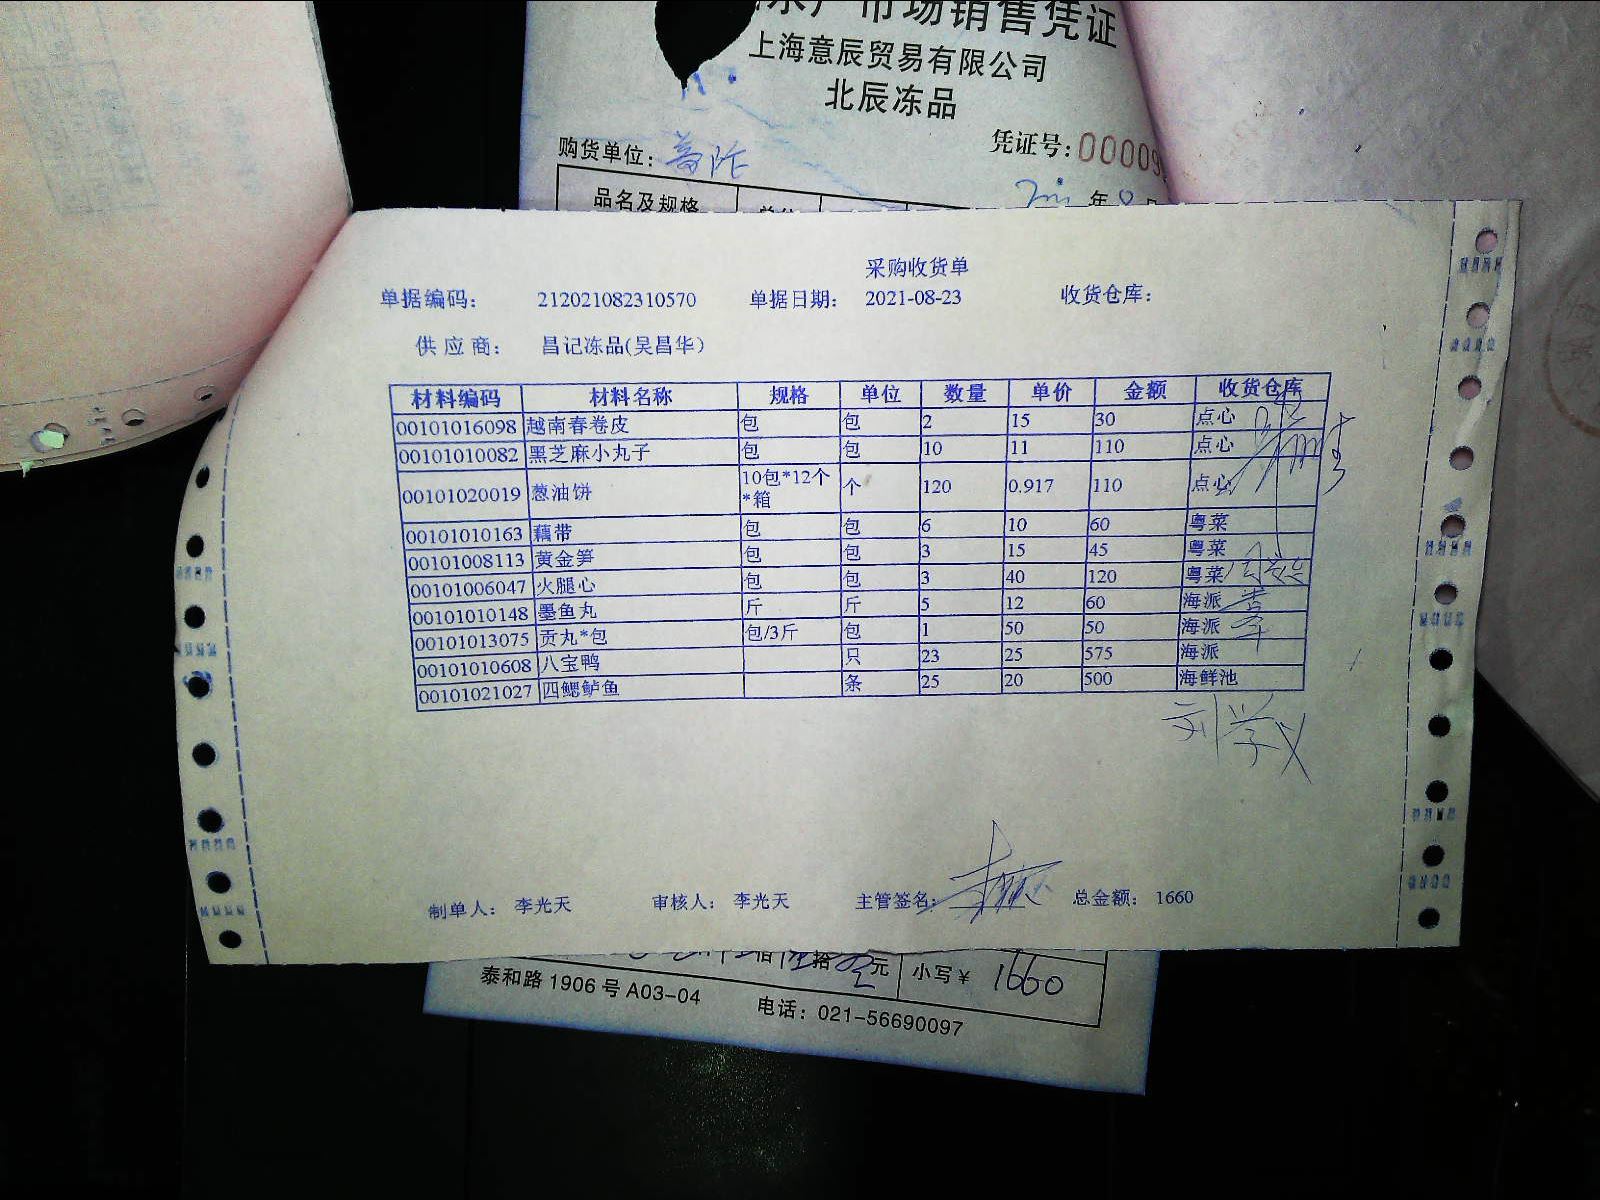 市场销售凭证
上海意辰贸易有限公司
北辰冻品
凭证号:00009
购货单位:
年8月
品名及规格
采购收货单
单据编码: 212021082310570 单据日期: 2021-08-23 收货仓库:
供应商: 昌记冻品(吴昌华)
材料编码 材料名称 规格 单位 数量 单价 金额 收货仓库
00101016098 越南春卷皮 包 包 2 15 30 点心
00101010082 黑芝麻小丸子 包 包 10 11 110 点心
00101020019 葱油饼 10包*12个*箱 个 120 0.917 110 点心
00101010163 藕带 包 包 6 10 60 粤菜
00101008113 黄金笋 包 包 3 15 45 粤菜
00101006047 火腿心 包 包 3 40 120 粤菜
00101010148 墨鱼丸 斤 斤 5 12 60 海派
00101013075 贡丸*包 包/3斤 包 1 50 50 海派
00101010608 八宝鸭 只 23 25 575 海派
00101021027 四鳃鲈鱼 条 25 20 500 海鲜池
刘学义
制单人: 李光天 审核人: 李光天 主管签名: 总金额: 1660
佰 拾 元 小写¥ 1660
泰和路1906号A03-04 电话: 021-56690097